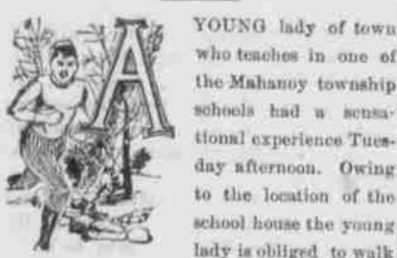 A YOUNG lady of town
who teaches in one of
the Mahanoy township
schools had a sensa-
tional experience Tues-
day afternoon. Owing
to the location of the
school house the young
lady is obliged to walk